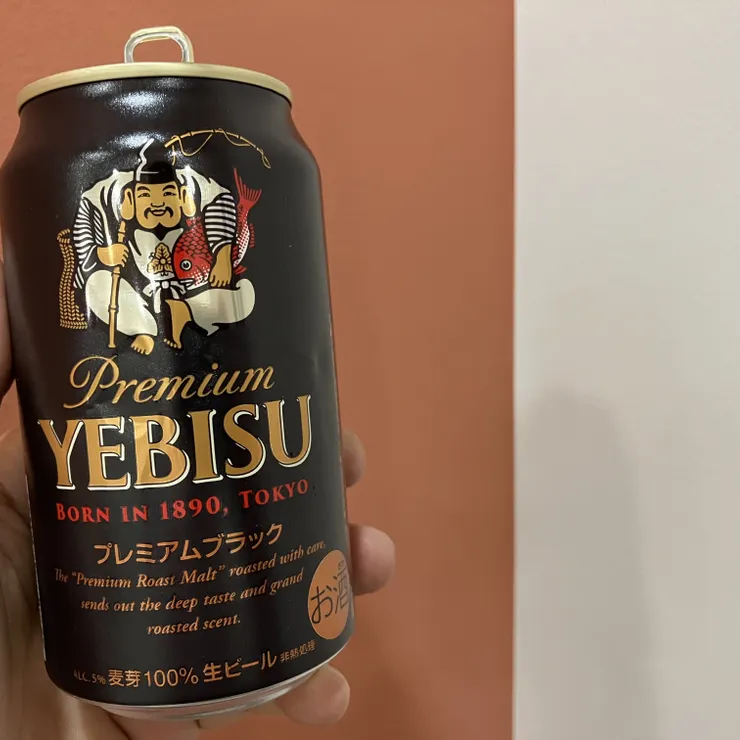 Premium
YEBISU
BORN IN 1890, TOKYO
プレミアムブラック
The "Premium Roast Malt" roasted with care,
sends out the deep taste and grand
roasted scent.
お酒
ALC.5% 麦芽100% 生ビール 非熱処理